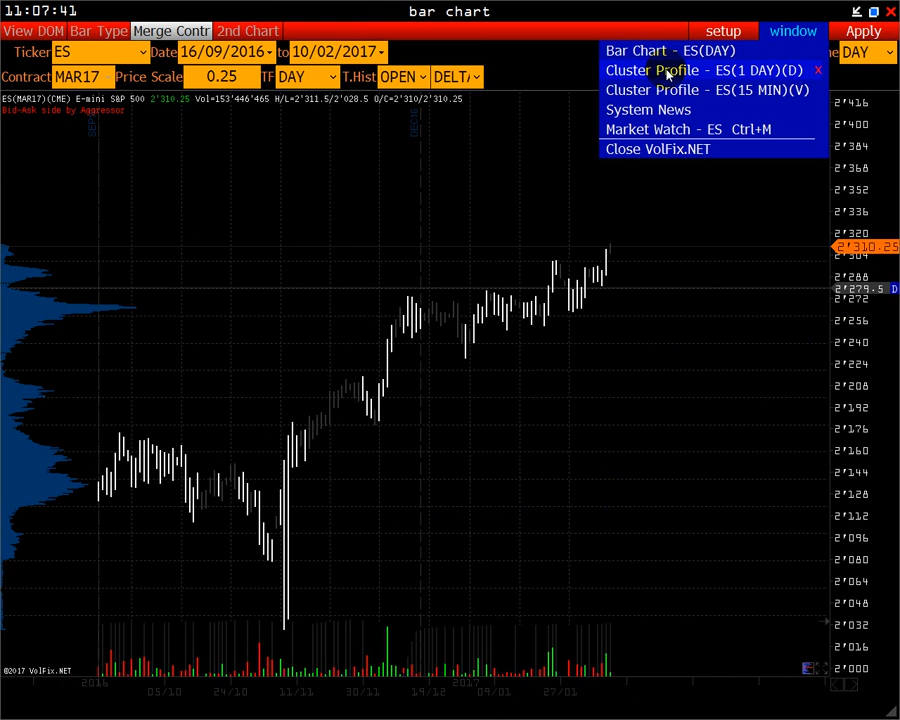 11:07:41
bar chart
View DOM Bar Type Merge Contr 2nd Chart setup window Apply
Ticker ES Date 16/09/2016 to 10/02/2017 DAY
Contract MAR17 Price Scale 0.25 TF DAY T.Hist OPEN DELT
Bar Chart - ES(DAY)
Cluster Profile - ES(1 DAY)(D) x
Cluster Profile - ES(15 MIN)(V)
System News
Market Watch - ES Ctrl+M
Close VolFix.NET
ES(MAR17)(CME) E-mini S&P 500 2'310.25 Vol=153'446'465 H/L=2'311.5/2'028.5 O/C=2'310/2'310.25
Bid-Ask side by Aggressor
SEP16
DEC16
2'416
2'400
2'384
2'368
2'352
2'336
2'320
2'310.25
2'304
2'288
2'279.5 D
2'272
2'256
2'240
2'224
2'208
2'192
2'176
2'160
2'144
2'128
2'112
2'096
2'080
2'064
2'048
2'032
2'016
2'000
©2017 VolFix.NET
2016 2017
05/10 24/10 11/11 30/11 19/12 09/01 27/01